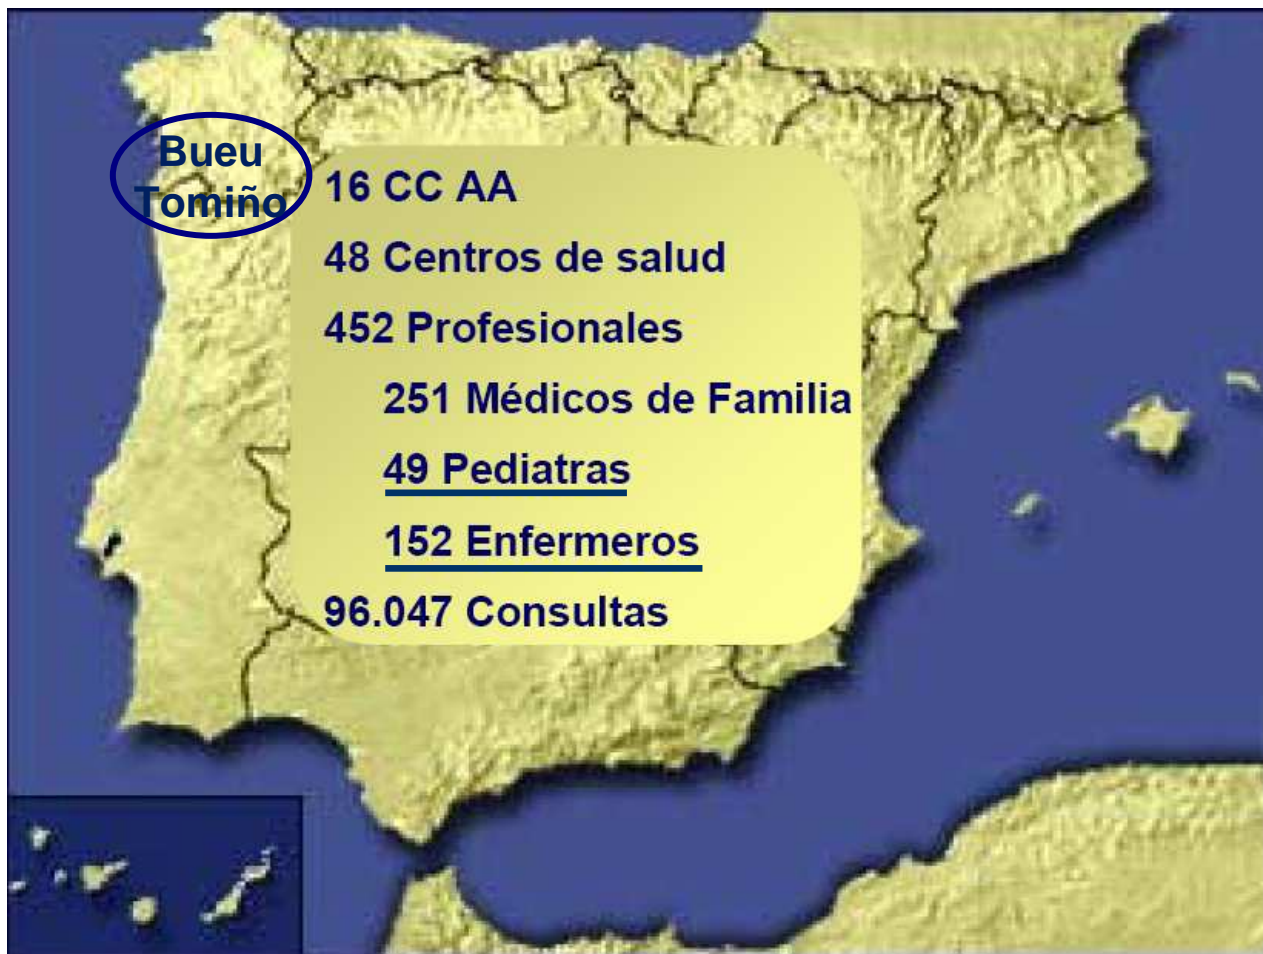 Bueu
Tomiño
16 CC AA
48 Centros de salud
452 Profesionales
251 Médicos de Familia
49 Pediatras
152 Enfermeros
96.047 Consultas